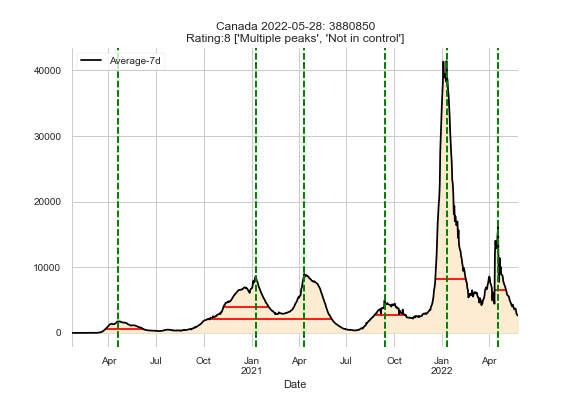 Canada 2022-05-28: 3880850
Rating:8 ['Multiple peaks', 'Not in control']
Average-7d
40000
30000
20000
10000
0
Apr Jul Oct Jan Apr Jul Oct Jan Apr
2021 2022
Date